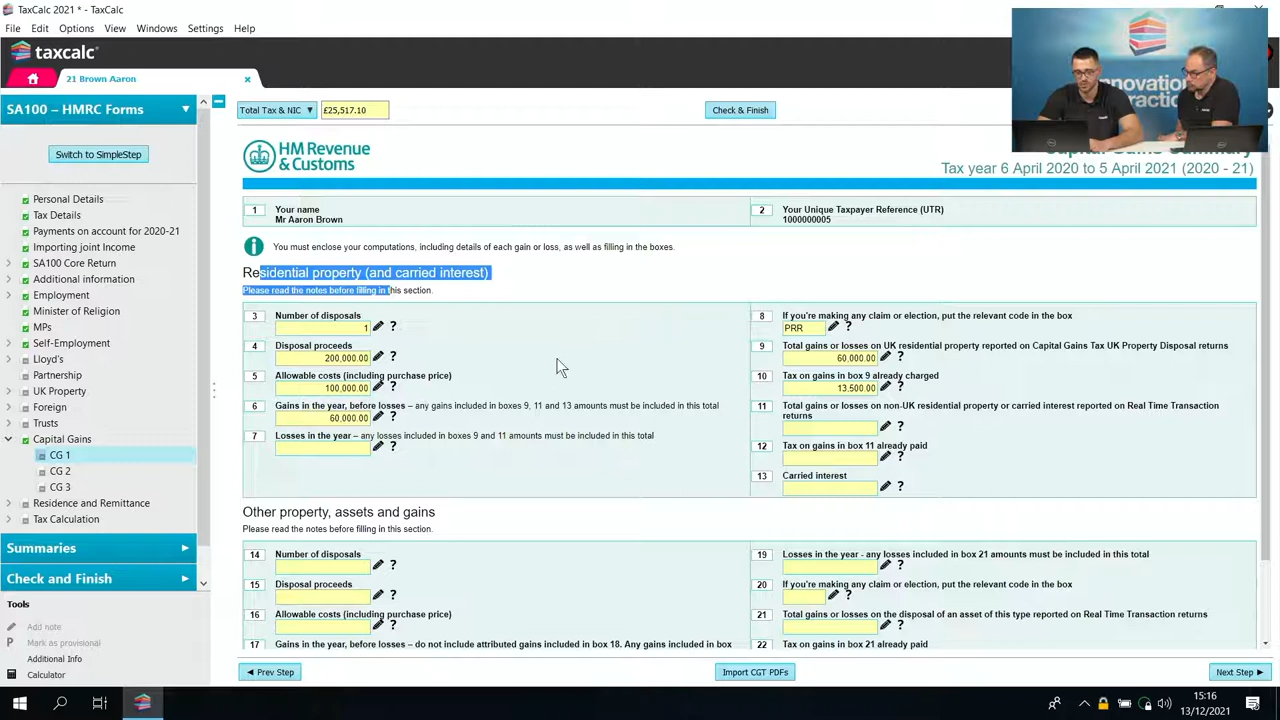 TaxCalc 2021 * - TaxCalc
File Edit Options View Windows Settings Help
taxcalc
21 Brown Aaron
SA100 – HMRC Forms
Switch to SimpleStep
Personal Details
Tax Details
Payments on account for 2020-21
Importing joint Income
SA100 Core Return
Additional information
Employment
Minister of Religion
MPs
Self-Employment
Lloyd's
Partnership
UK Property
Foreign
Trusts
Capital Gains
CG 1
CG 2
CG 3
Residence and Remittance
Tax Calculation
Summaries
Check and Finish
Tools
Add note
P Mark as provisional
Additional Info
Calculator
Total Tax & NIC £25,517.10
Check & Finish
HM Revenue
& Customs
Summary
Tax year 6 April 2020 to 5 April 2021 (2020 - 21)
1 Your name
Mr Aaron Brown
2 Your Unique Taxpayer Reference (UTR)
1000000005
You must enclose your computations, including details of each gain or loss, as well as filling in the boxes.
Residential property (and carried interest)
Please read the notes before filling in this section.
3 Number of disposals
1 ?
4 Disposal proceeds
200,000.00 ?
5 Allowable costs (including purchase price)
100,000.00 ?
6 Gains in the year, before losses – any gains included in boxes 9, 11 and 13 amounts must be included in this total
60,000.00 ?
7 Losses in the year – any losses included in boxes 9 and 11 amounts must be included in this total
?
8 If you're making any claim or election, put the relevant code in the box
PRR ?
9 Total gains or losses on UK residential property reported on Capital Gains Tax UK Property Disposal returns
60,000.00 ?
10 Tax on gains in box 9 already charged
13,500.00 ?
11 Total gains or losses on non-UK residential property or carried interest reported on Real Time Transaction
returns
?
12 Tax on gains in box 11 already paid
?
13 Carried interest
?
Other property, assets and gains
Please read the notes before filling in this section.
14 Number of disposals
?
15 Disposal proceeds
?
16 Allowable costs (including purchase price)
?
17 Gains in the year, before losses - do not include attributed gains included in box 18. Any gains included in box
19 Losses in the year - any losses included in box 21 amounts must be included in this total
?
20 If you're making any claim or election, put the relevant code in the box
?
21 Total gains or losses on the disposal of an asset of this type reported on Real Time Transaction returns
?
22 Tax on gains in box 21 already paid
Prev Step
Import CGT PDFs
Next Step
15:16
13/12/2021